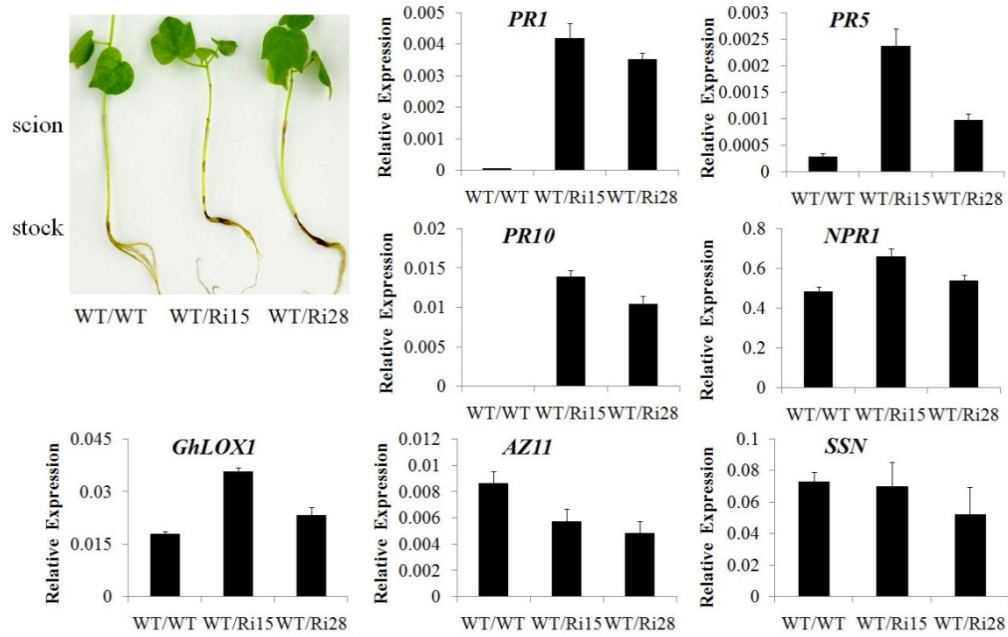 scion
stock
WT/WT WT/Ri15 WT/Ri28
PR1
Relative Expression
0.005
0.004
0.003
0.002
0.001
0
WT/WT WT/Ri15 WT/Ri28
PR5
Relative Expression
0.003
0.0025
0.002
0.0015
0.001
0.0005
0
WT/WT WT/Ri15 WT/Ri28
PR10
Relative Expression
0.02
0.015
0.01
0.005
0
WT/WT WT/Ri15 WT/Ri28
NPR1
Relative Expression
0.8
0.6
0.4
0.2
0
WT/WT WT/Ri15 WT/Ri28
GhLOX1
Relative Expression
0.045
0.03
0.015
0
WT/WT WT/Ri15 WT/Ri28
AZ11
Relative Expression
0.012
0.01
0.008
0.006
0.004
0.002
0.000
WT/WT WT/Ri15 WT/Ri28
SSN
Relative Expression
0.1
0.08
0.06
0.04
0.02
0
WT/WT WT/Ri15 WT/Ri28